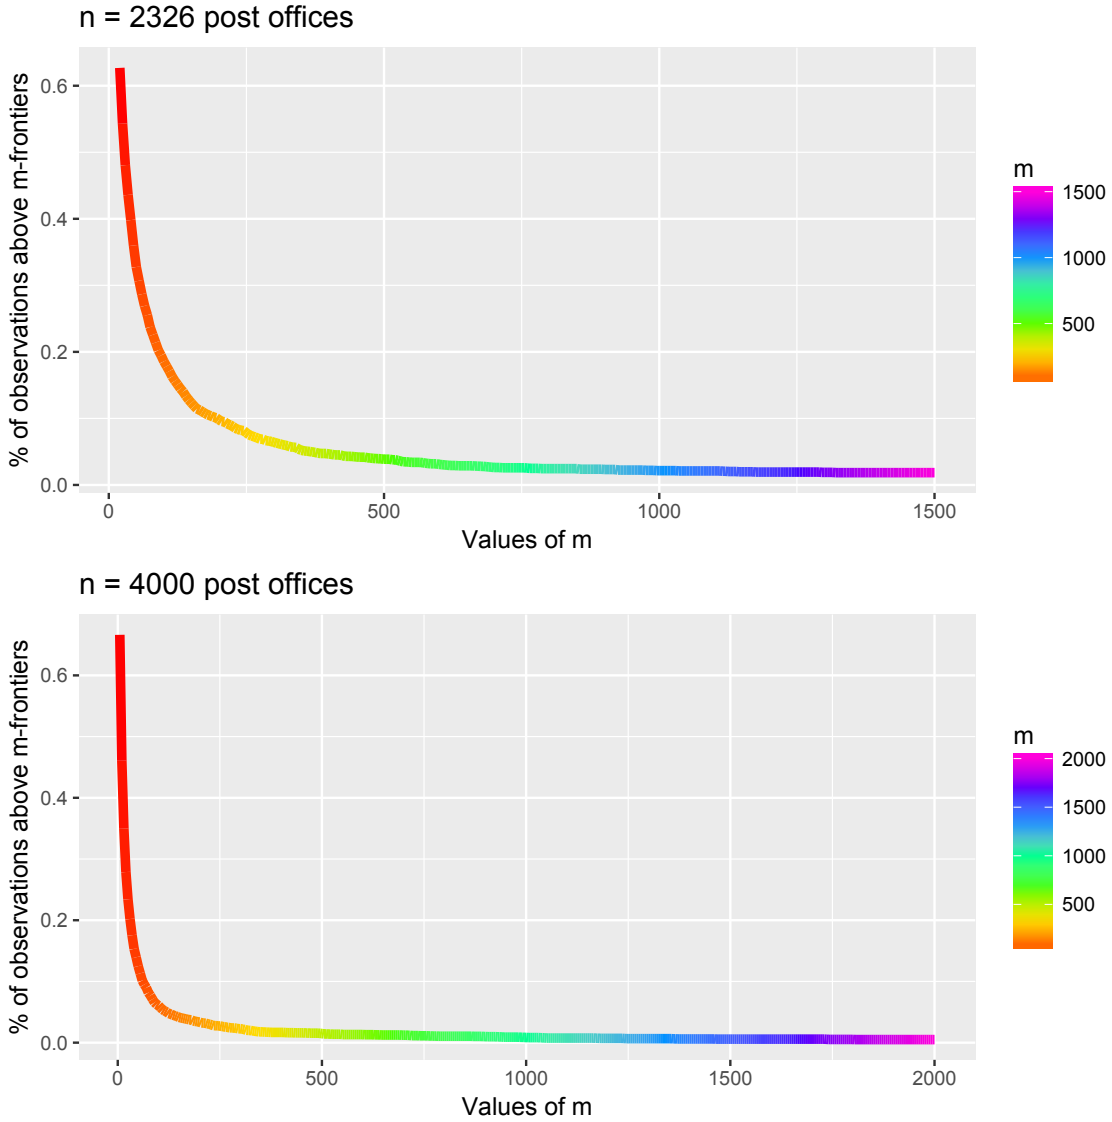 n = 2326 post offices
% of observations above m-frontiers
0.6
0.4
0.2
0.0
0 500 1000 1500
Values of m
m
1500
1000
500
n = 4000 post offices
% of observations above m-frontiers
0.6
0.4
0.2
0.0
0 500 1000 1500 2000
Values of m
m
2000
1500
1000
500